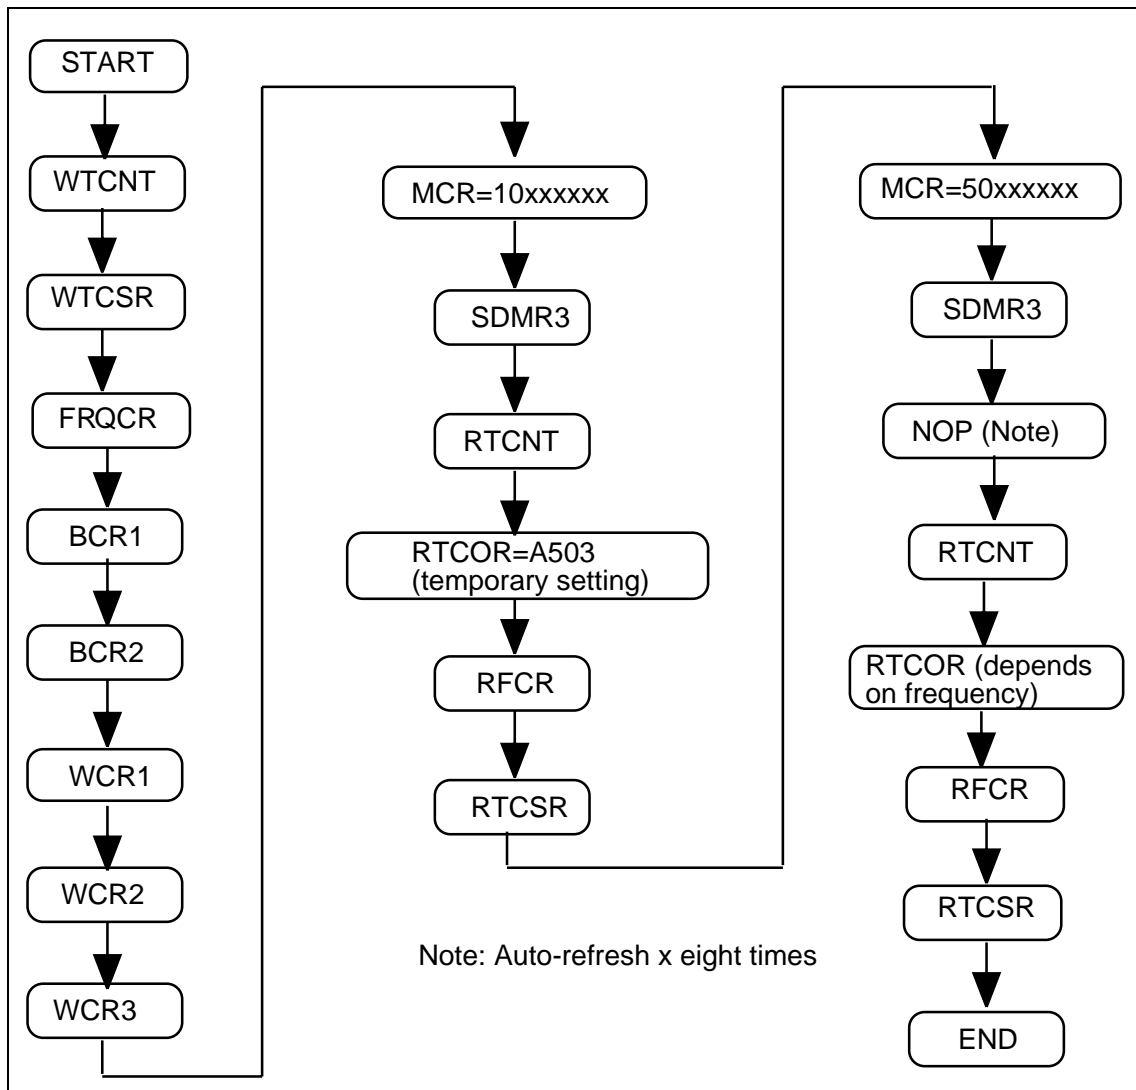 START
WTCNT
WTCSR
FRQCR
BCR1
BCR2
WCR1
WCR2
WCR3
MCR=10xxxxxx
SDMR3
RTCNT
RTCOR=A503
(temporary setting)
RFCR
RTCSR
MCR=50xxxxxx
SDMR3
NOP (Note)
RTCNT
RTCOR (depends
on frequency)
RFCR
RTCSR
END
Note: Auto-refresh x eight times